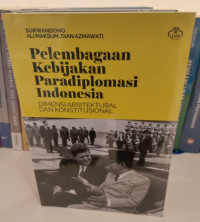 SURWANDONO
ALI MAKSUM, DIAN AZMAWATI
Pelembagaan
Kebijakan
Paradiplomasi
Indonesia
DIMENSI ARSITEKTURAL
DAN KONSTITUSIONAL